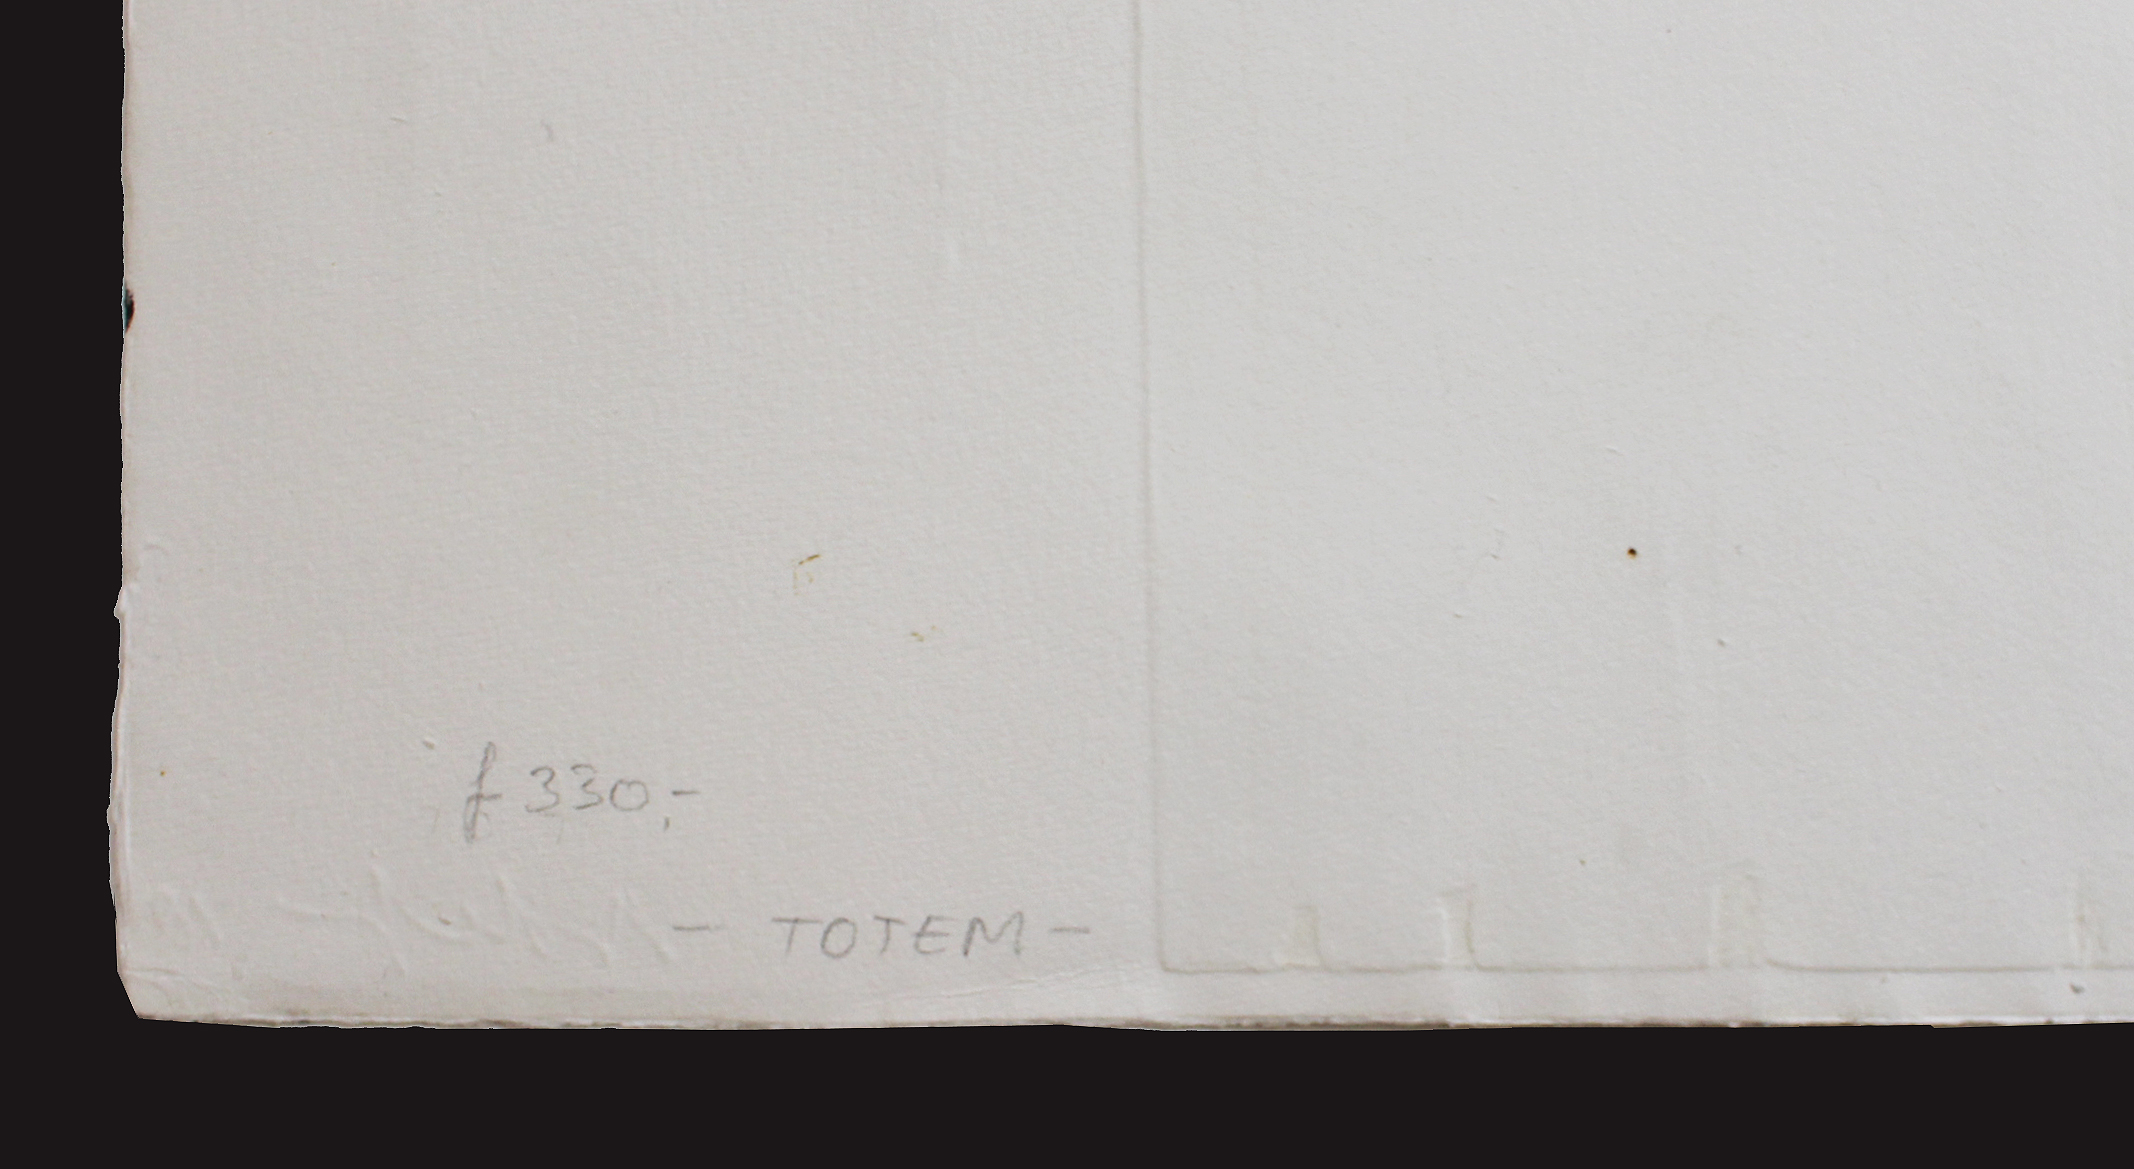 ƒ 330,-
- TOTEM -